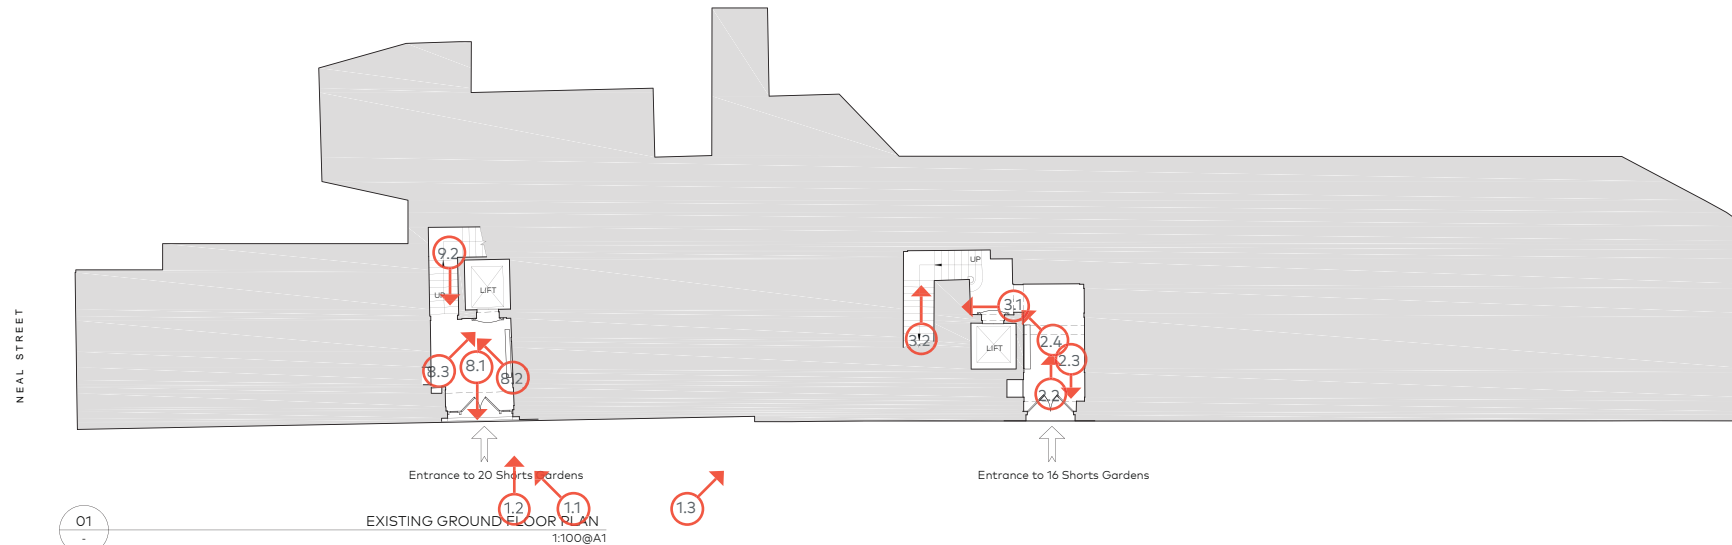 9.2
UP
LIFT
8.3
8.1
8.2
UP
3.1
3.2
LIFT
2.4
2.3
2.2
NEAL STREET
Entrance to 20 Shorts Gardens
Entrance to 16 Shorts Gardens
1.2
1.1
1.3
01
-
EXISTING GROUND FLOOR PLAN
1:100@A1